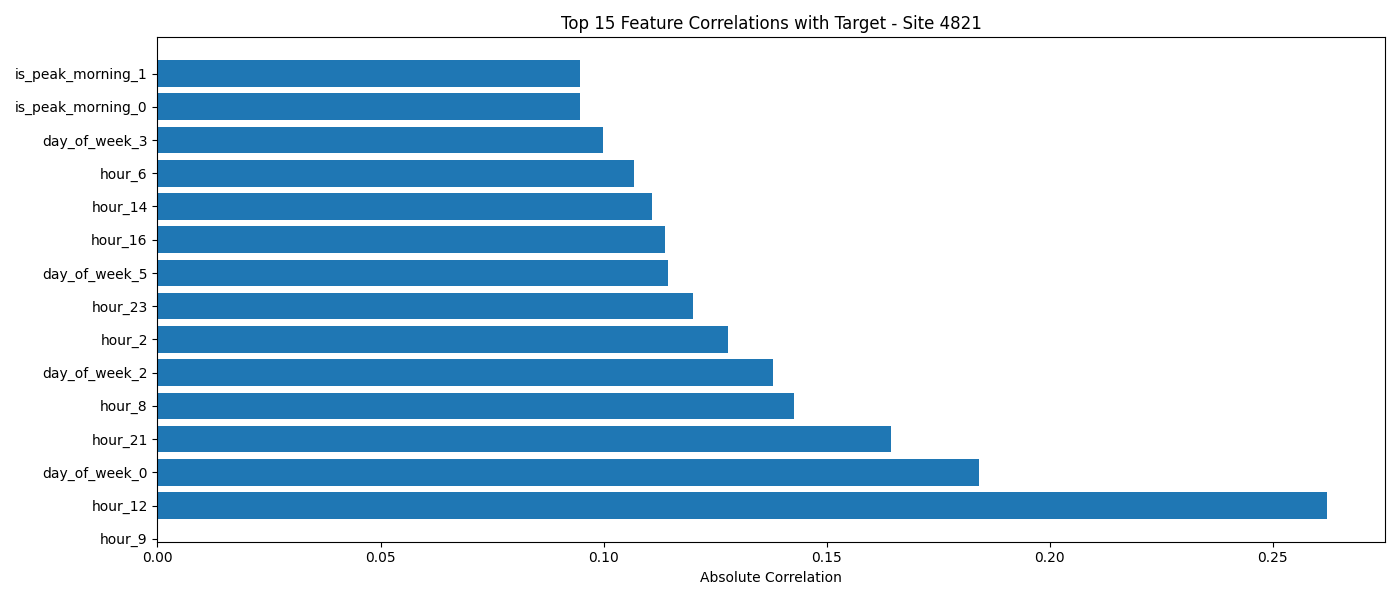 Top 15 Feature Correlations with Target - Site 4821
is_peak_morning_1
is_peak_morning_0
day_of_week_3
hour_6
hour_14
hour_16
day_of_week_5
hour_23
hour_2
day_of_week_2
hour_8
hour_21
day_of_week_0
hour_12
hour_9
0.00 0.05 0.10 0.15 0.20 0.25
Absolute Correlation